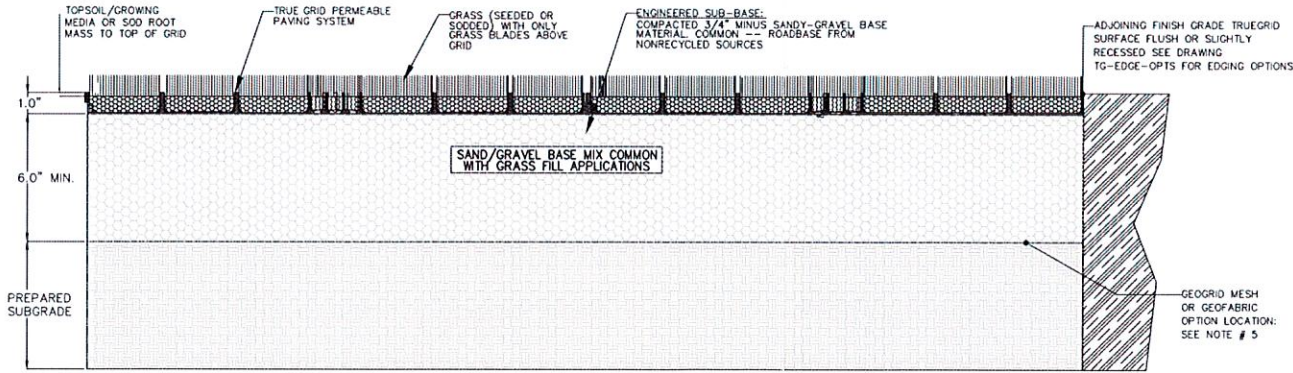 TOPSOIL/GROWING
MEDIA OR SOD ROOT
MASS TO TOP OF GRID
TRUE GRID PERMEABLE
PAVING SYSTEM
GRASS (SEEDED OR
SODDED) WITH ONLY
GRASS BLADES ABOVE
GRID
ENGINEERED SUB-BASE:
COMPACTED 3/4" MINUS SANDY-GRAVEL BASE
MATERIAL COMMON -- ROADBASE FROM
NONRECYCLED SOURCES
ADJOINING FINISH GRADE TRUEGRID
SURFACE FLUSH OR SLIGHTLY
RECESSED SEE DRAWING
TG-EDGE-OPTS FOR EDGING OPTIONS
1.0"
SAND/GRAVEL BASE MIX COMMON
WITH GRASS FILL APPLICATIONS
6.0" MIN.
PREPARED
SUBGRADE
GEOGRID MESH
OR GEOFABRIC
OPTION LOCATION:
SEE NOTE # 5